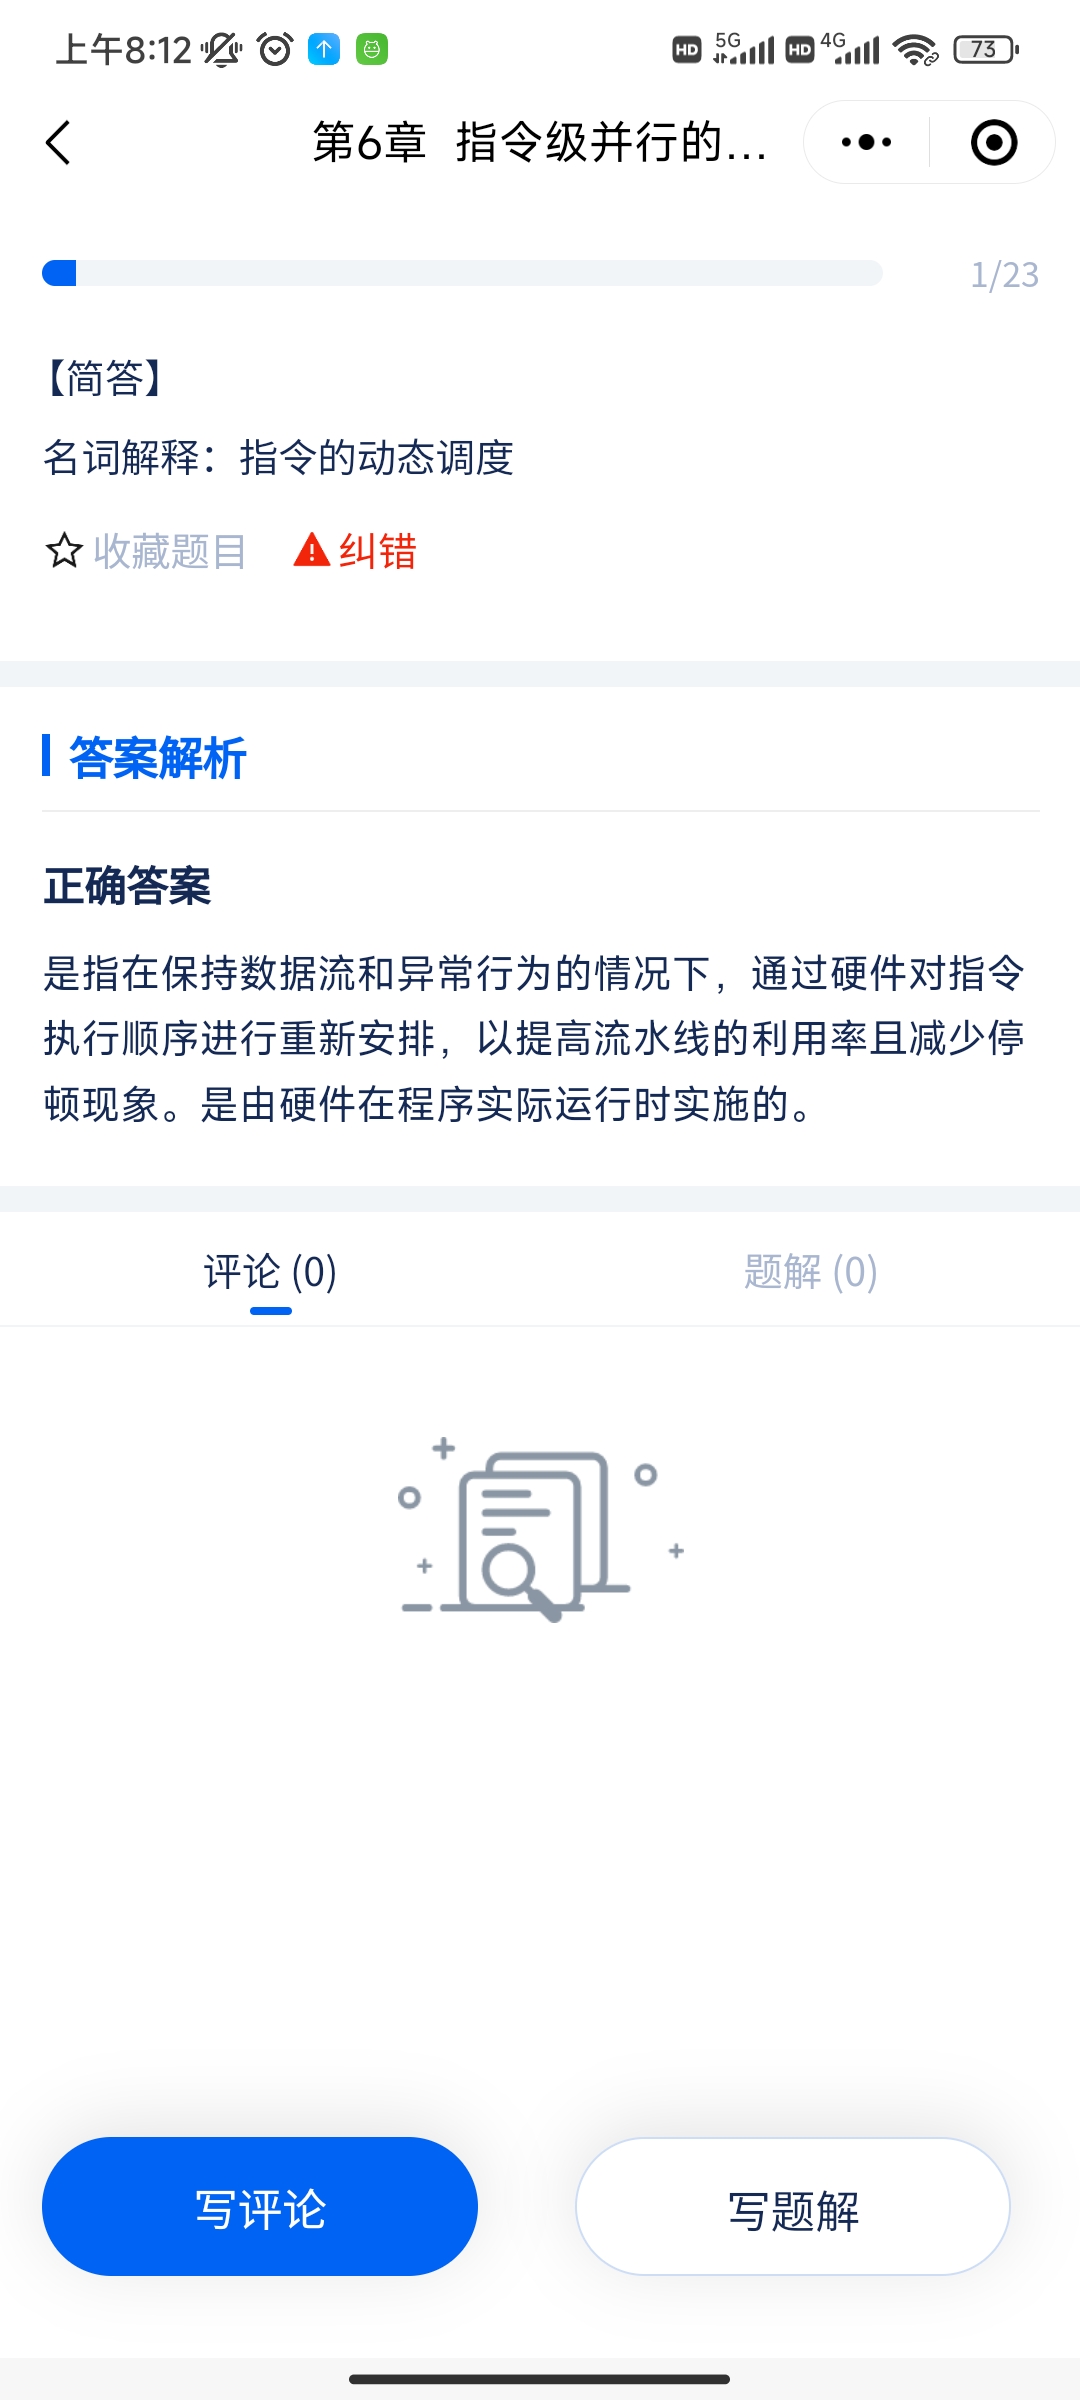 上午8:12
HD 5G HD 4G 73
第6章 指令级并行的...
1/23
【简答】
名词解释：指令的动态调度
收藏题目 纠错
答案解析
正确答案
是指在保持数据流和异常行为的情况下，通过硬件对指令
执行顺序进行重新安排，以提高流水线的利用率且减少停
顿现象。是由硬件在程序实际运行时实施的。
评论 (0) 题解 (0)
写评论 写题解